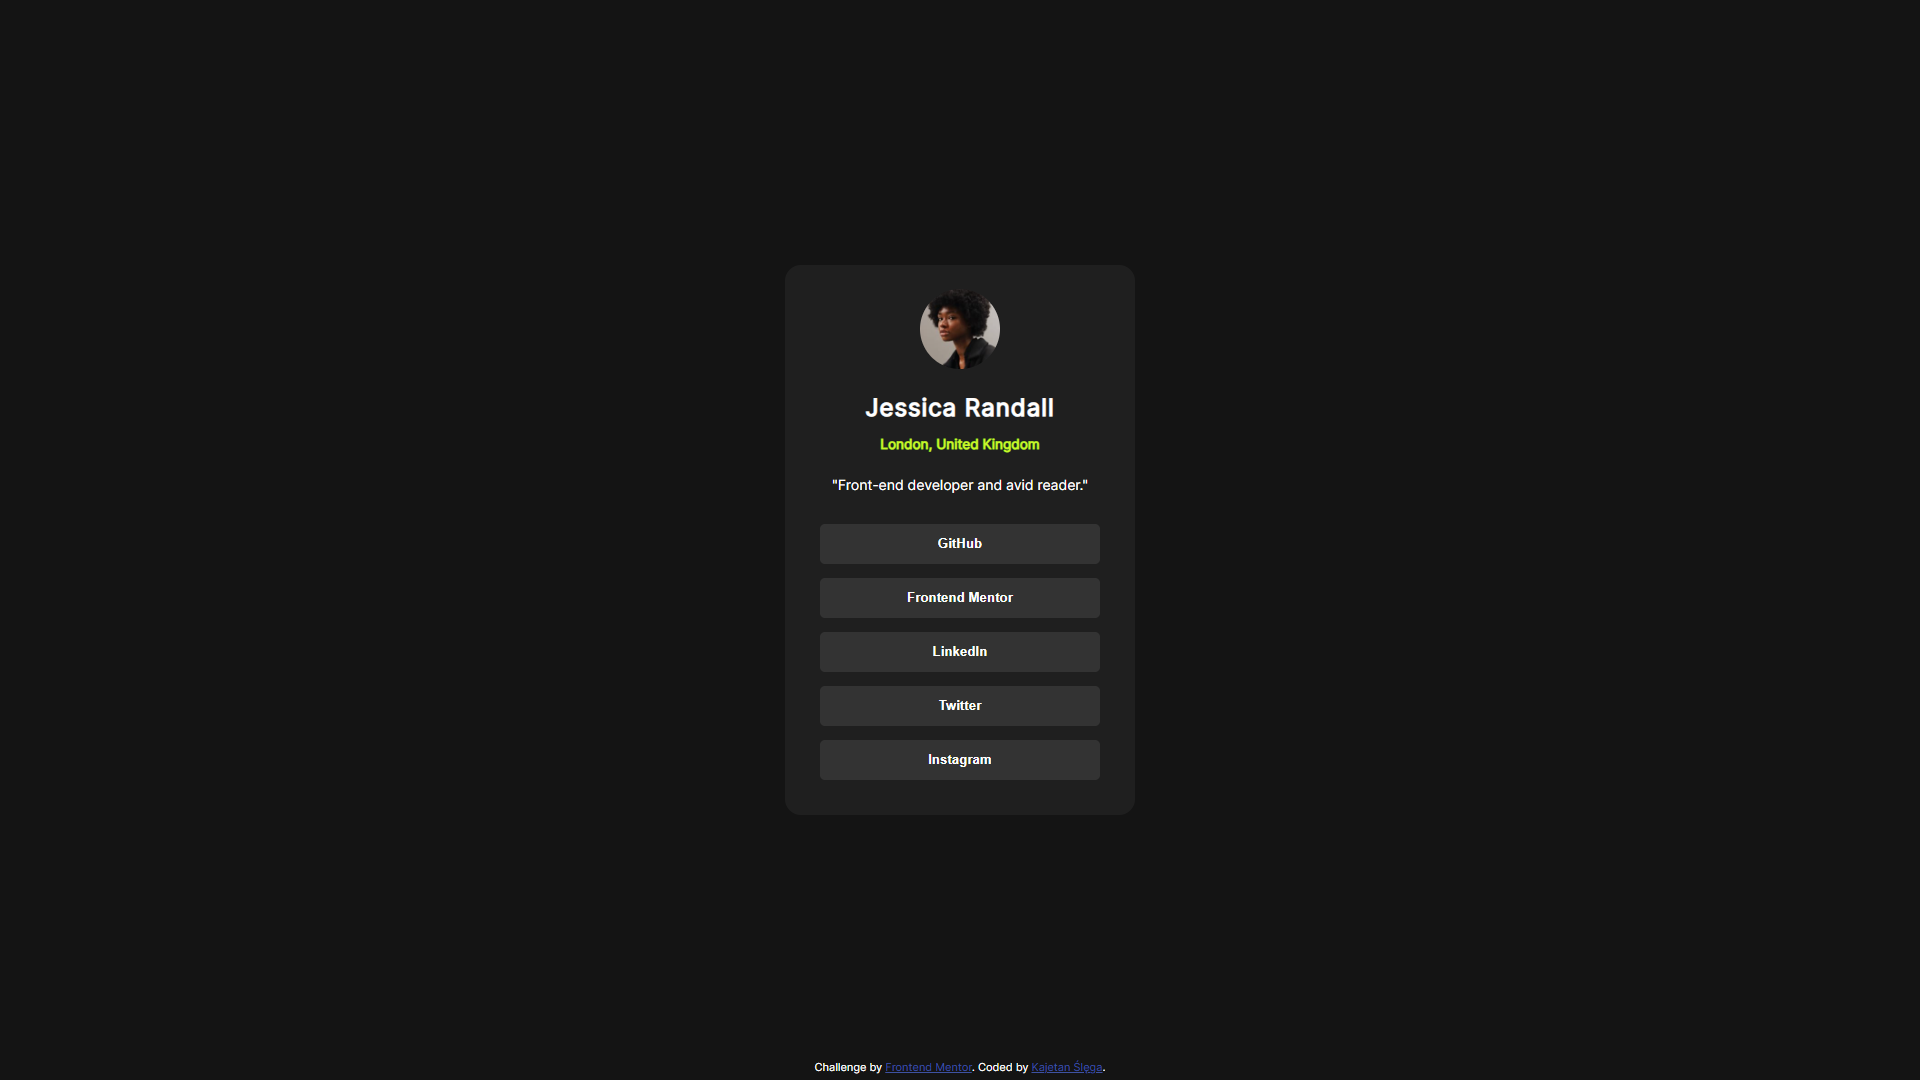 Jessica Randall
London, United Kingdom
"Front-end developer and avid reader."
GitHub
Frontend Mentor
LinkedIn
Twitter
Instagram
Challenge by Frontend Mentor. Coded by Kajetan Ślęga.